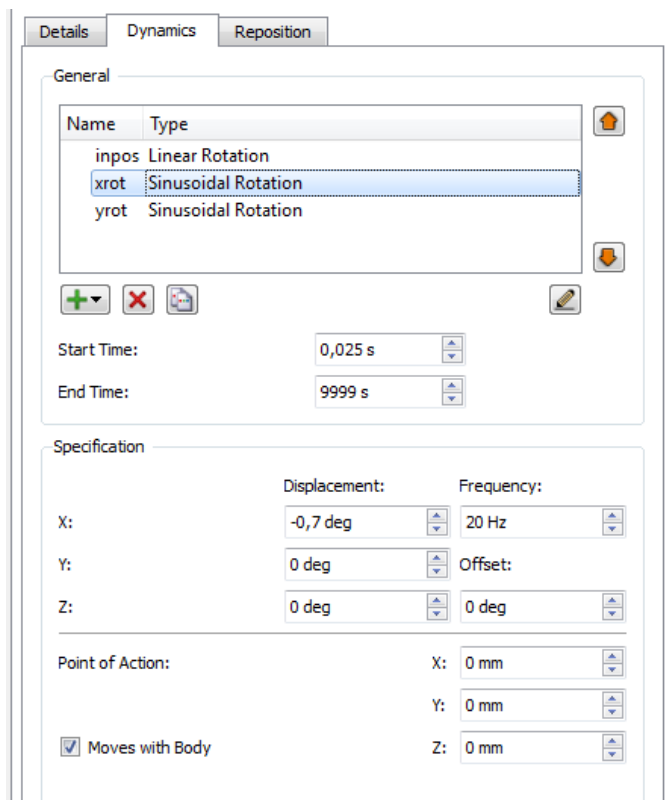 Details Dynamics Reposition
General
Name Type
inpos Linear Rotation
xrot Sinusoidal Rotation
yrot Sinusoidal Rotation
Start Time: 0,025 s
End Time: 9999 s
Specification
Displacement: Frequency:
X: -0,7 deg 20 Hz
Y: 0 deg Offset:
Z: 0 deg 0 deg
Point of Action: X: 0 mm
Y: 0 mm
Moves with Body Z: 0 mm